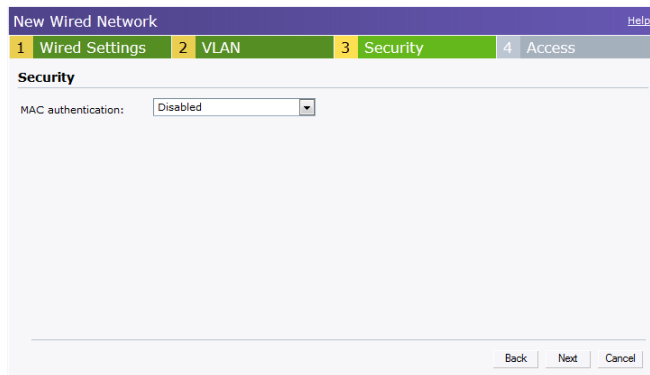 New Wired Network
Help
1 Wired Settings 2 VLAN 3 Security 4 Access
Security
MAC authentication: Disabled
Back Next Cancel